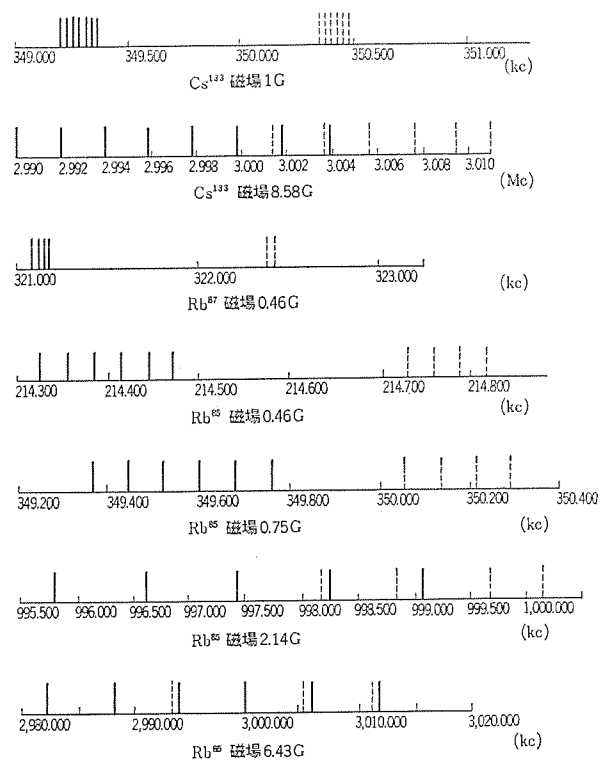 349.000 349.500 350.000 350.500 351.000 (kc)
Cs¹³³ 磁場1G
2.990 2.992 2.994 2.996 2.998 3.000 3.002 3.004 3.006 3.008 3.010 (Mc)
Cs¹³³ 磁場8.58G
321.000 322.000 323.000 (kc)
Rb⁸⁷ 磁場0.46G
214.300 214.400 214.500 214.600 214.700 214.800 (kc)
Rb⁸⁵ 磁場0.46G
349.200 349.400 349.600 349.800 350.000 350.200 350.400 (kc)
Rb⁸⁵ 磁場0.75G
995.500 996.000 996.500 997.000 997.500 998.000 998.500 999.000 999.500 1,000.000 (kc)
Rb⁸⁵ 磁場2.14G
2,980.000 2,990.000 3,000.000 3,010.000 3,020.000 (kc)
Rb⁸⁵ 磁場6.43G